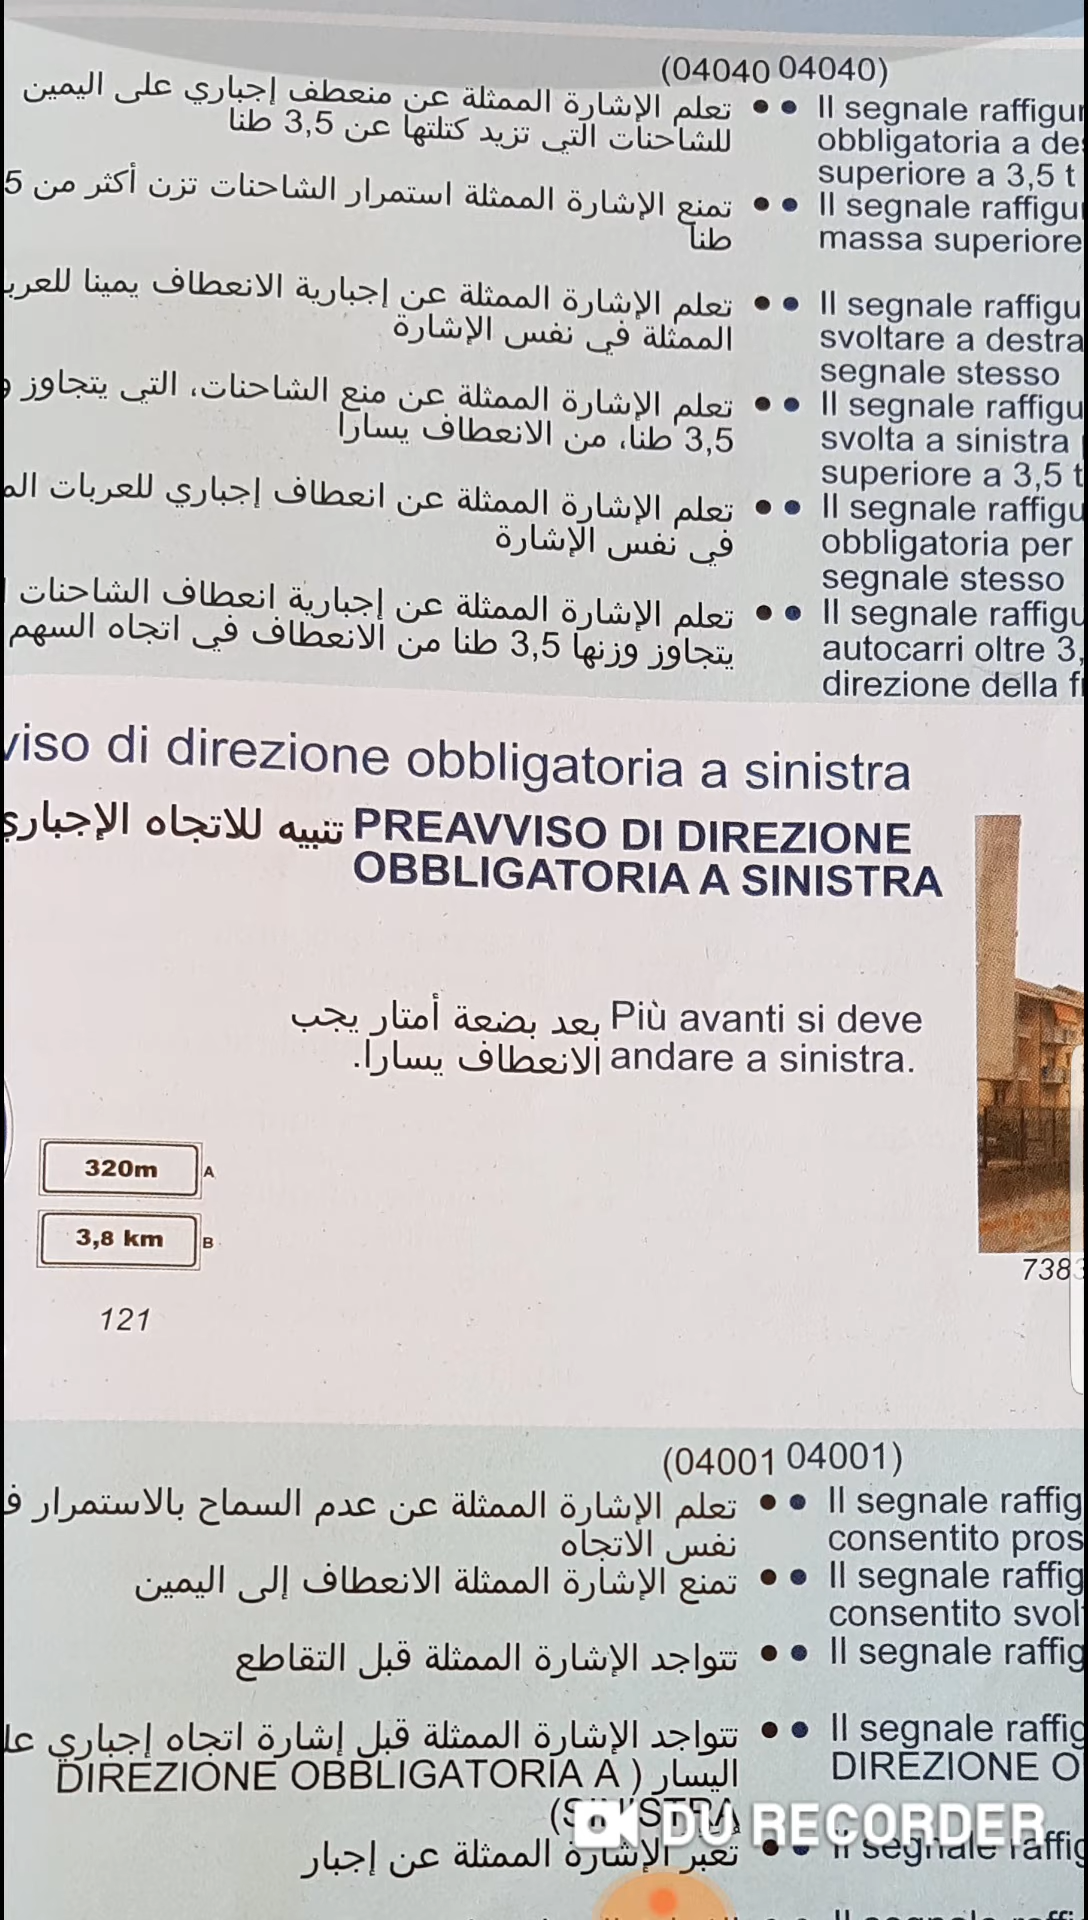 (04040 04040)
تعلم الإشارة الممثلة عن منعطف إجباري على اليمين
للشاحنات التي تزيد كتلتها عن 3,5 طنا
Il segnale raffigur
obbligatoria a de
superiore a 3,5 t
تمنع الإشارة الممثلة استمرار الشاحنات تزن أكثر من 5
طنا
Il segnale raffigu
massa superiore
تعلم الإشارة الممثلة عن إجبارية الانعطاف يمينا للعرب
الممثلة في نفس الإشارة
Il segnale raffigu
svoltare a destra
segnale stesso
تعلم الإشارة الممثلة عن منع الشاحنات، التي يتجاوز و
3,5 طنا، من الانعطاف يسارا
Il segnale raffigu
svolta a sinistra
superiore a 3,5 t
تعلم الإشارة الممثلة عن انعطاف إجباري للعربات الم
في نفس الإشارة
Il segnale raffigu
obbligatoria per
segnale stesso
تعلم الإشارة الممثلة عن إجبارية انعطاف الشاحنات ا
يتجاوز وزنها 3,5 طنا من الانعطاف في اتجاه السهم
Il segnale raffigu
autocarri oltre 3,
direzione della f
viso di direzione obbligatoria a sinistra
تنبيه للاتجاه الإجباري
PREAVVISO DI DIREZIONE
OBBLIGATORIA A SINISTRA
بعد بضعة أمتار يجب
الانعطاف يسارا.
Più avanti si deve
andare a sinistra.
320m A
3,8 km B
121
738
(04001 04001)
تعلم الإشارة الممثلة عن عدم السماح بالاستمرار ف
نفس الاتجاه
Il segnale raffig
consentito pros
تمنع الإشارة الممثلة الانعطاف إلى اليمين
Il segnale raffig
consentito svol
تتواجد الإشارة الممثلة قبل التقاطع
Il segnale raffig
تتواجد الإشارة الممثلة قبل إشارة اتجاه إجباري عل
اليسار ( DIREZIONE OBBLIGATORIA A
SINISTRA)
Il segnale raffig
DIREZIONE O
تعبر الإشارة الممثلة عن إجبار
Il segnale raffig
DU RECORDER